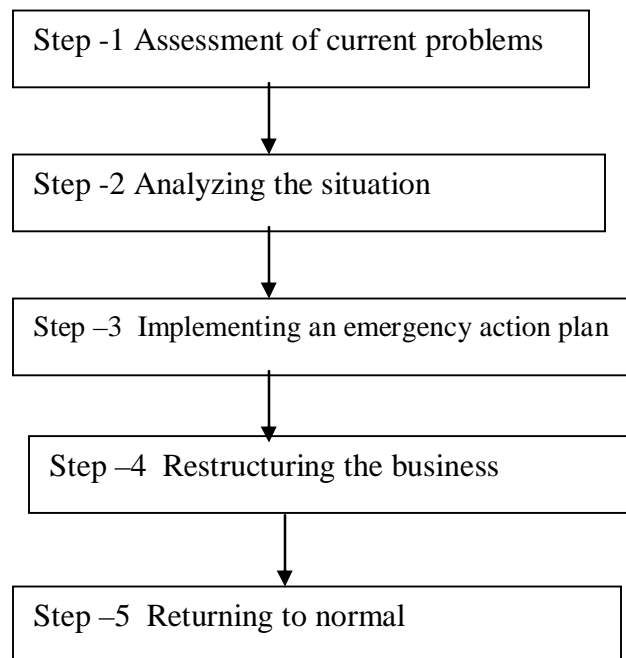 Step -1 Assessment of current problems
Step -2 Analyzing the situation
Step –3 Implementing an emergency action plan
Step –4 Restructuring the business
Step –5 Returning to normal